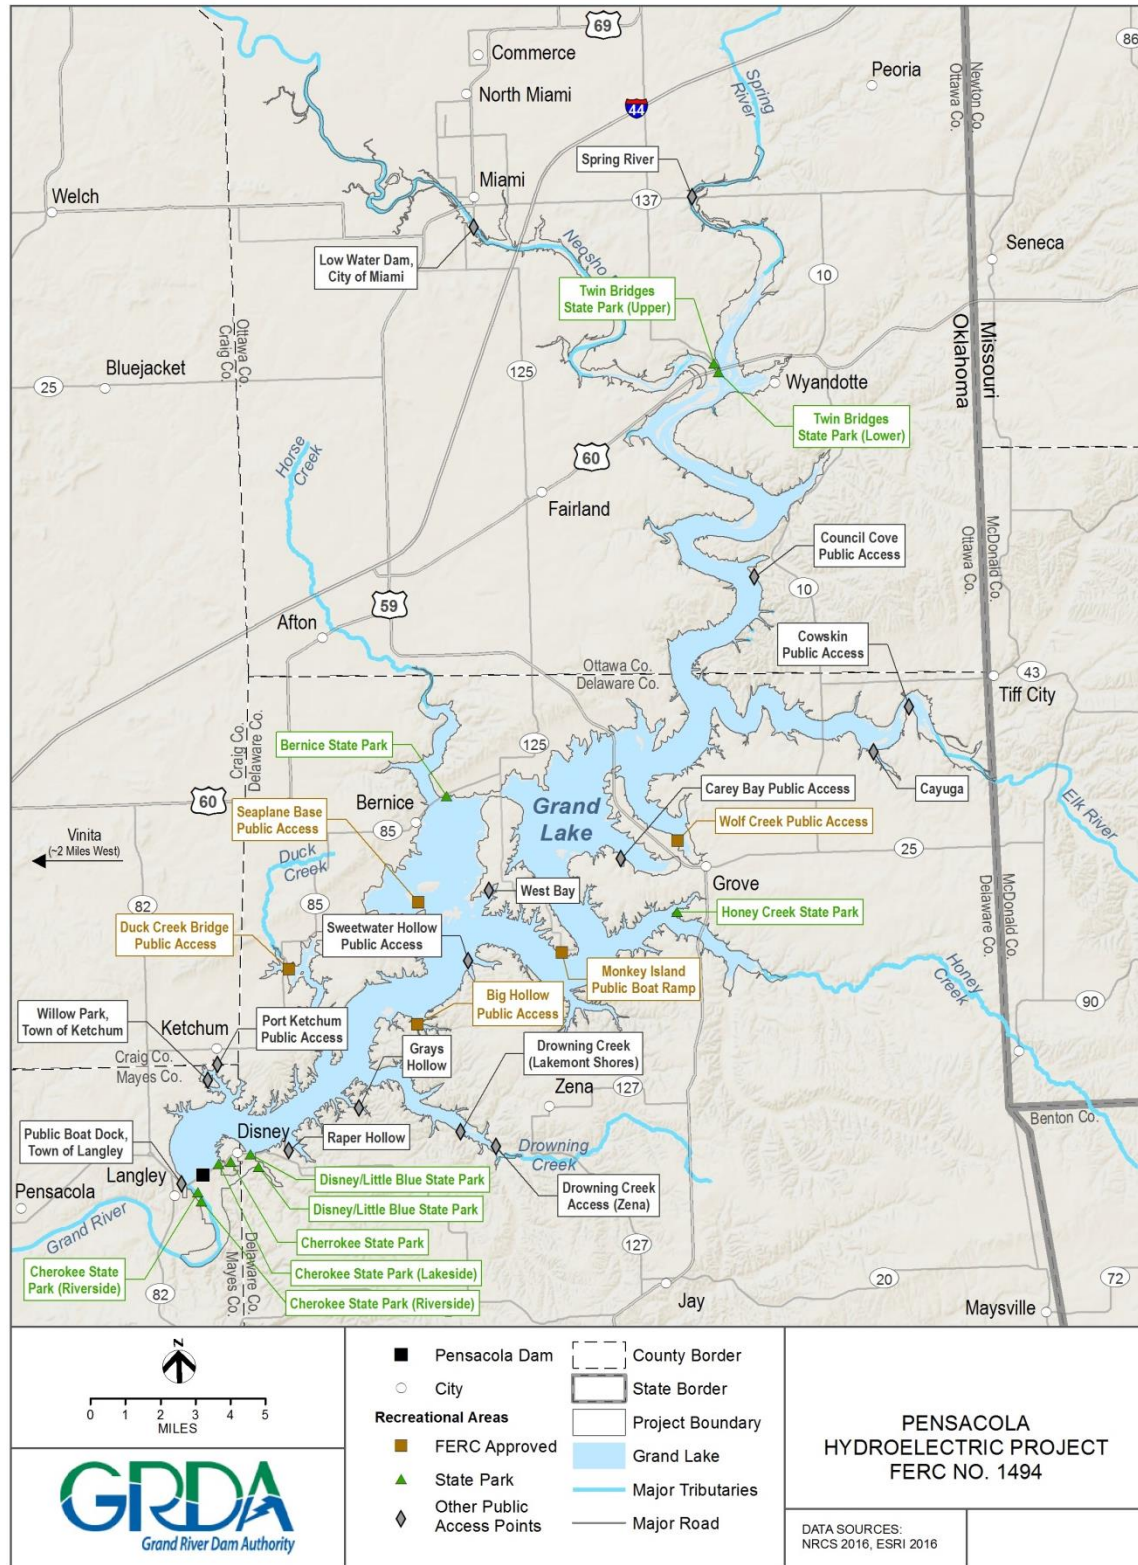 69
86
Commerce
North Miami
Spring
River
Peoria
Newton Co.
Ottawa Co.
44
Spring River
Miami
Welch
137
Low Water Dam,
City of Miami
Neosho
Seneca
10
Twin Bridges
State Park (Upper)
Ottawa Co.
Craig Co.
Missouri
Oklahoma
Bluejacket
25
125
Wyandotte
Twin Bridges
State Park (Lower)
Horse
Creek
60
Fairland
Council Cove
Public Access
McDonald Co.
Ottawa Co.
59
10
Afton
Cowskin
Public Access
Ottawa Co.
Delaware Co.
43
Tiff City
Craig Co.
Delaware Co.
Bernice State Park
125
60
Bernice
Grand
Lake
Carey Bay Public Access
Cayuga
Elk River
Seaplane Base
Public Access
85
Wolf Creek Public Access
Vinita
(~2 Miles West)
Duck
Creek
25
Grove
McDonald Co.
Delaware Co.
82
85
West Bay
Honey Creek State Park
Duck Creek Bridge
Public Access
Sweetwater Hollow
Public Access
Monkey Island
Public Boat Ramp
Honey
Creek
Big Hollow
Public Access
90
Willow Park,
Town of Ketchum
Ketchum
Port Ketchum
Public Access
Craig Co.
Mayes Co.
Grays
Hollow
Drowning Creek
(Lakemont Shores)
Zena
127
Benton Co.
Public Boat Dock,
Town of Langley
Disney
Raper Hollow
Drowning
Creek
Langley
Disney/Little Blue State Park
Pensacola
Disney/Little Blue State Park
Drowning Creek
Access (Zena)
Grand River
Cherrokee State Park
127
Cherokee State
Park (Riverside)
Delaware Co.
Mayes Co.
Cherokee State Park (Lakeside)
82
Cherokee State Park (Riverside)
20
72
Jay
Maysville
N
0 1 2 3 4 5
MILES
GRDA
Grand River Dam Authority
Pensacola Dam
City
Recreational Areas
FERC Approved
State Park
Other Public
Access Points
County Border
State Border
Project Boundary
Grand Lake
Major Tributaries
Major Road
PENSACOLA
HYDROELECTRIC PROJECT
FERC NO. 1494
DATA SOURCES:
NRCS 2016, ESRI 2016